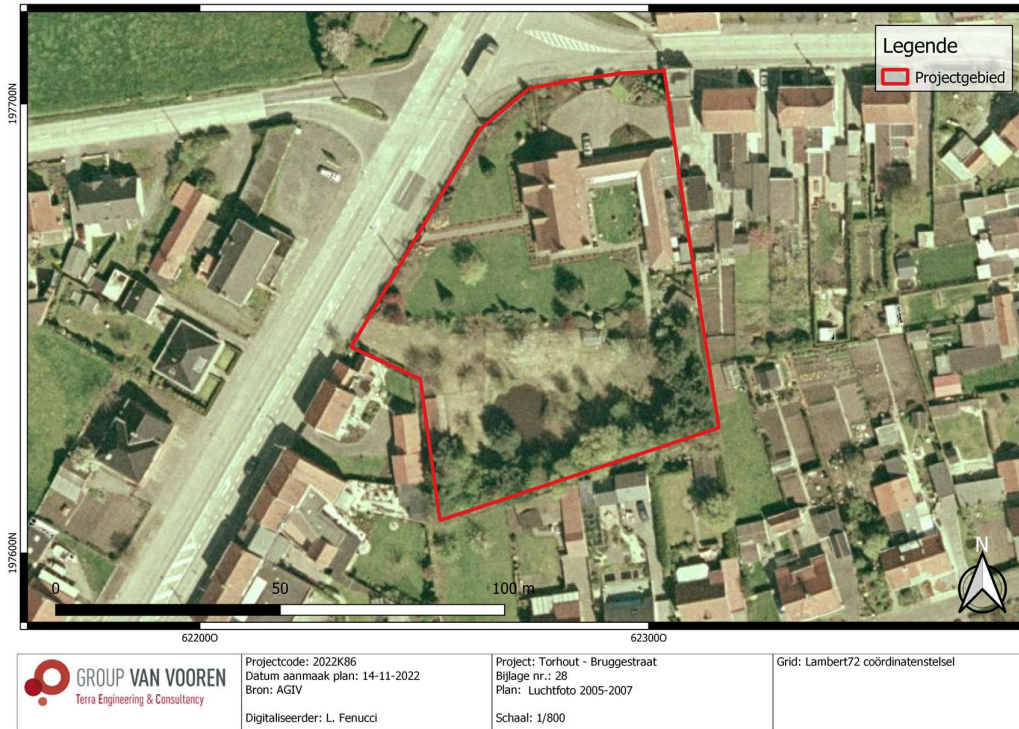 Legende
Projectgebied
197700N
197600N
N
0
50
100 m
62200O
62300O
GROUP VAN VOOREN
Terra Engineering & Consultancy
Projectcode: 2022K86
Datum aanmaak plan: 14-11-2022
Bron: AGIV
Digitaliseerder: L. Fenucci
Project: Torhout - Bruggestraat
Bijlage nr.: 28
Plan: Luchtfoto 2005-2007
Schaal: 1/800
Grid: Lambert72 coördinatenstelsel